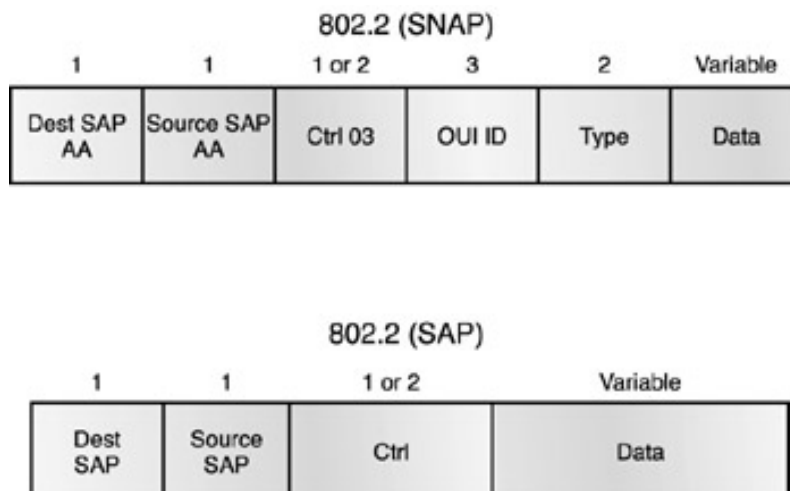 802.2 (SNAP)
1 1 1 or 2 3 2 Variable
Dest SAP AA
Source SAP AA
Ctrl 03
OUI ID
Type
Data
802.2 (SAP)
1 1 1 or 2 Variable
Dest SAP
Source SAP
Ctrl
Data